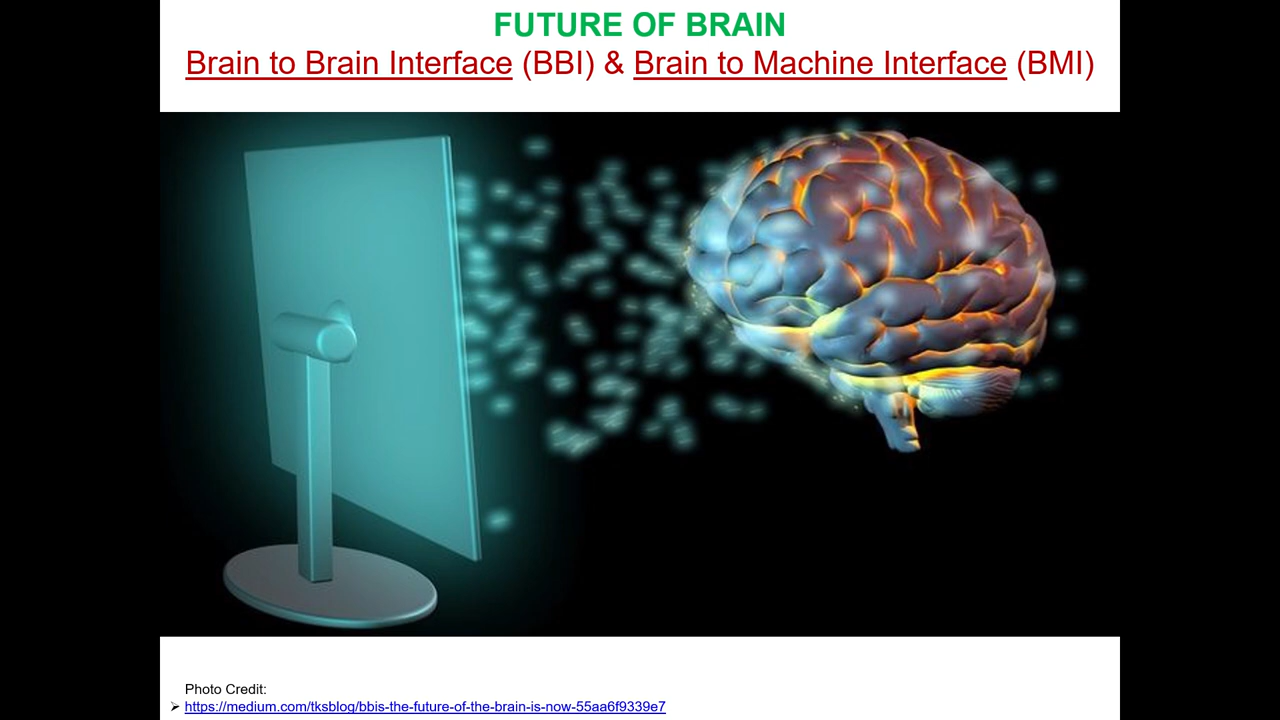 FUTURE OF BRAIN
Brain to Brain Interface (BBI) & Brain to Machine Interface (BMI)
Photo Credit:
➢ https://medium.com/tksblog/bbis-the-future-of-the-brain-is-now-55aa6f9339e7